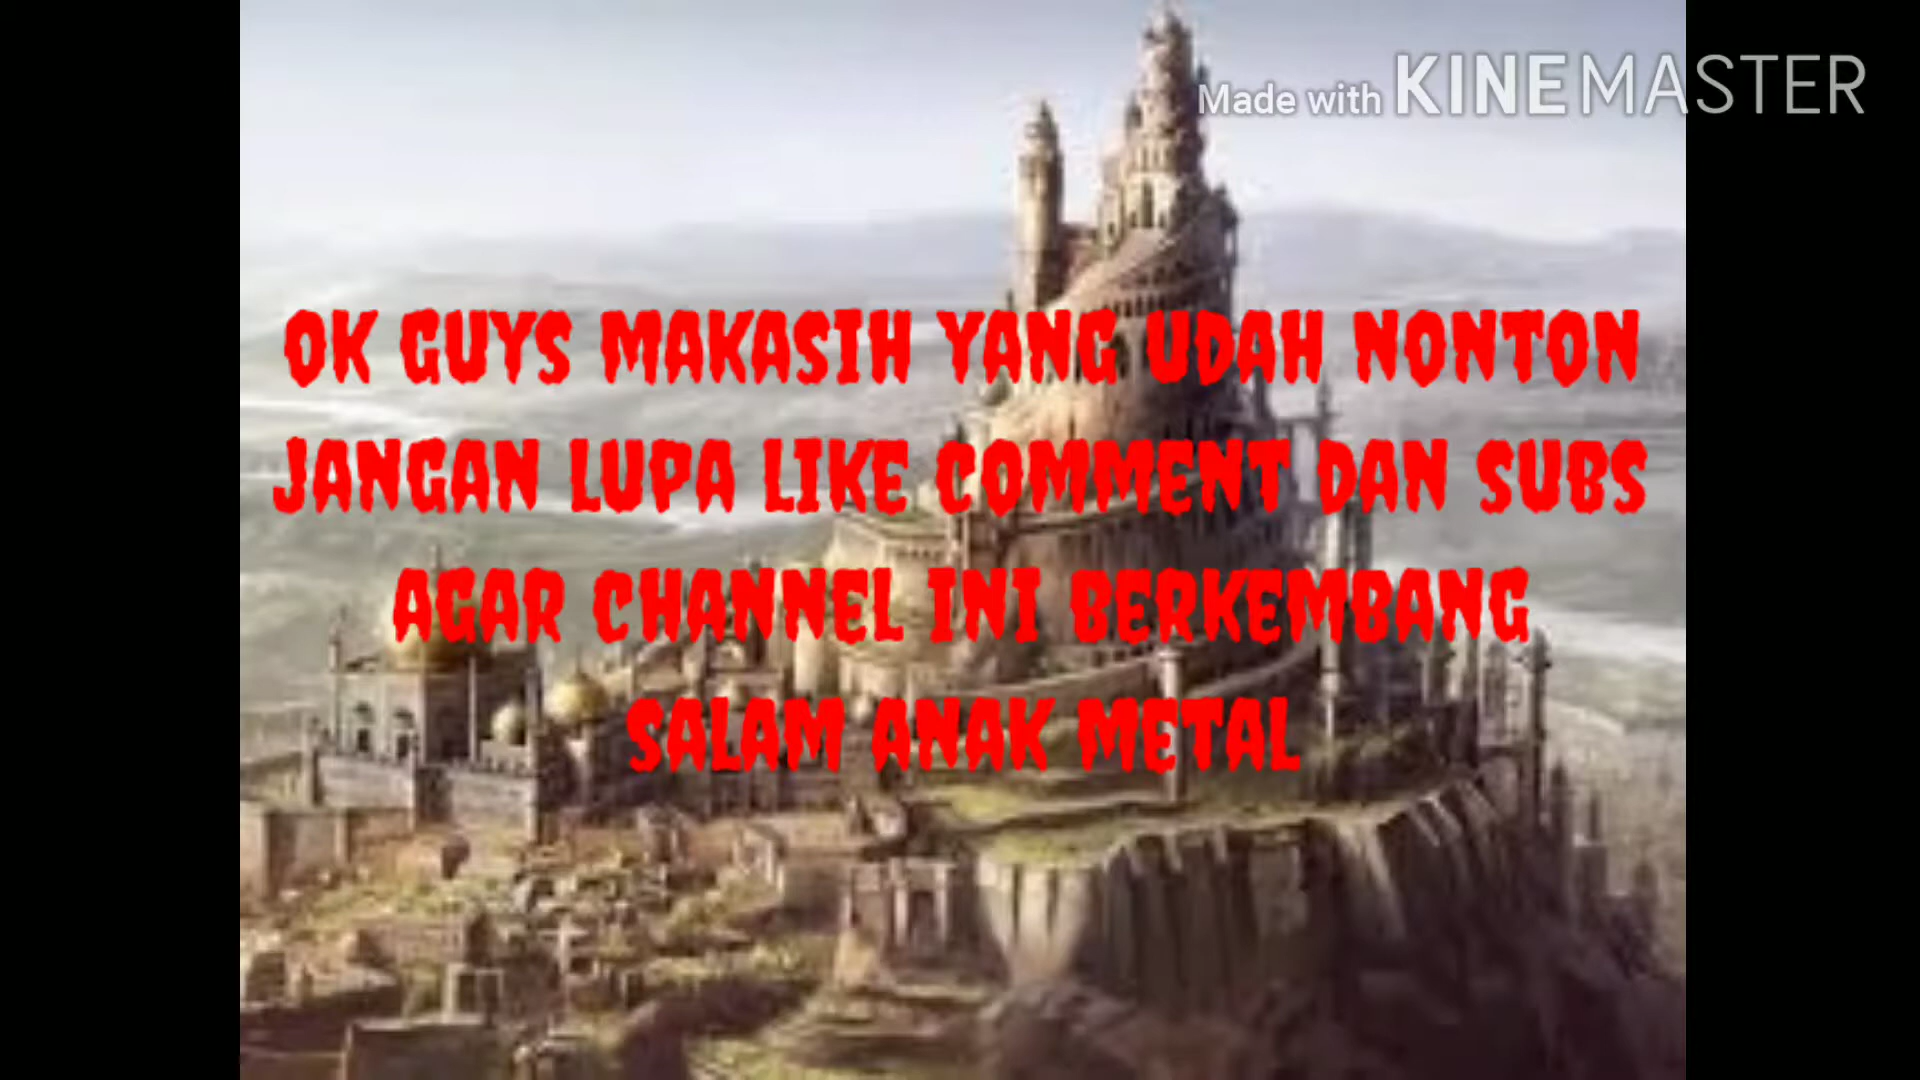 Made with KINEMASTER
OK GUYS MAKASIH YANG UDAH NONTON
JANGAN LUPA LIKE COMMENT DAN SUBS
AGAR CHANNEL INI BERKEMBANG
SALAM ANAK METAL